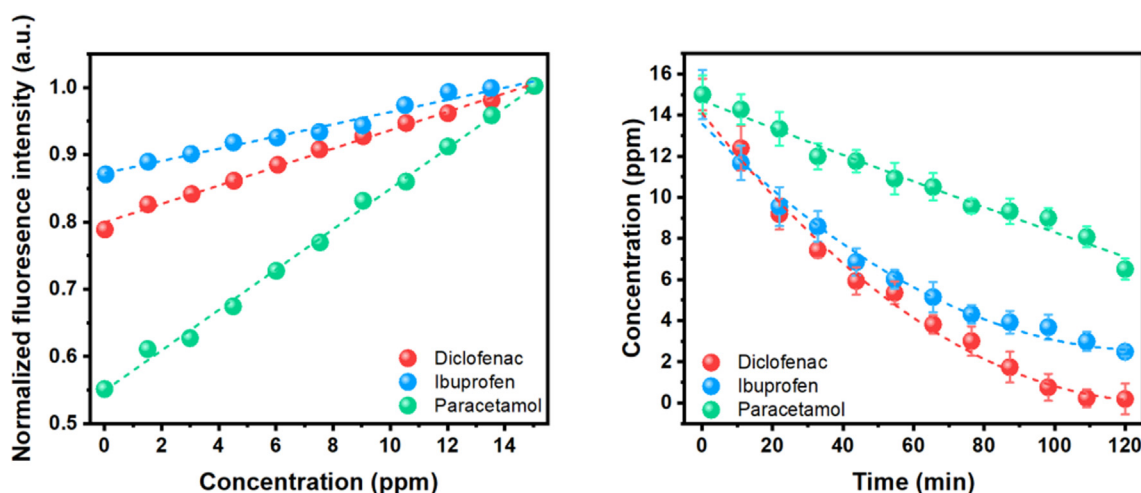 Normalized fluoresence intensity (a.u.)
1.0
0.9
0.8
0.7
0.6
0.5
0 2 4 6 8 10 12 14
Concentration (ppm)
Diclofenac
Ibuprofen
Paracetamol
Concentration (ppm)
16
14
12
10
8
6
4
2
0
0 20 40 60 80 100 120
Time (min)
Diclofenac
Ibuprofen
Paracetamol